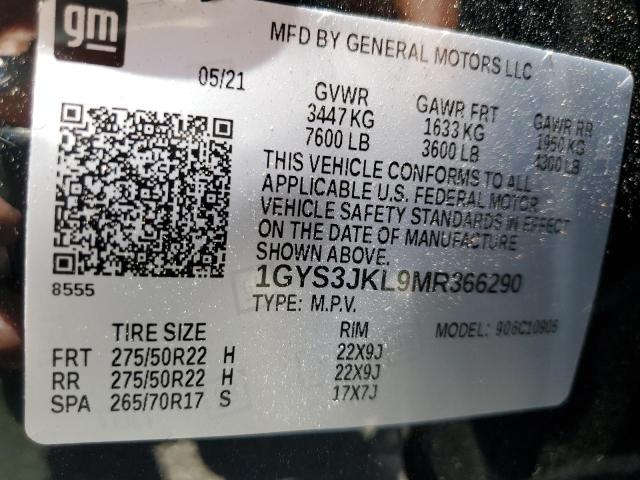 gm
MFD BY GENERAL MOTORS LLC
05/21
GVWR GAWR FRT GAWR RR
3447 KG 1633 KG 1950 KG
7600 LB 3600 LB 4300 LB
THIS VEHICLE CONFORMS TO ALL
APPLICABLE U.S. FEDERAL MOTOR
VEHICLE SAFETY STANDARDS IN EFFECT
ON THE DATE OF MANUFACTURE
SHOWN ABOVE.
8555
1GYS3JKL9MR366290
TYPE: M.P.V.
TIRE SIZE RIM MODEL: 906C10906
FRT 275/50R22 H 22X9J
RR 275/50R22 H 22X9J
SPA 265/70R17 S 17X7J